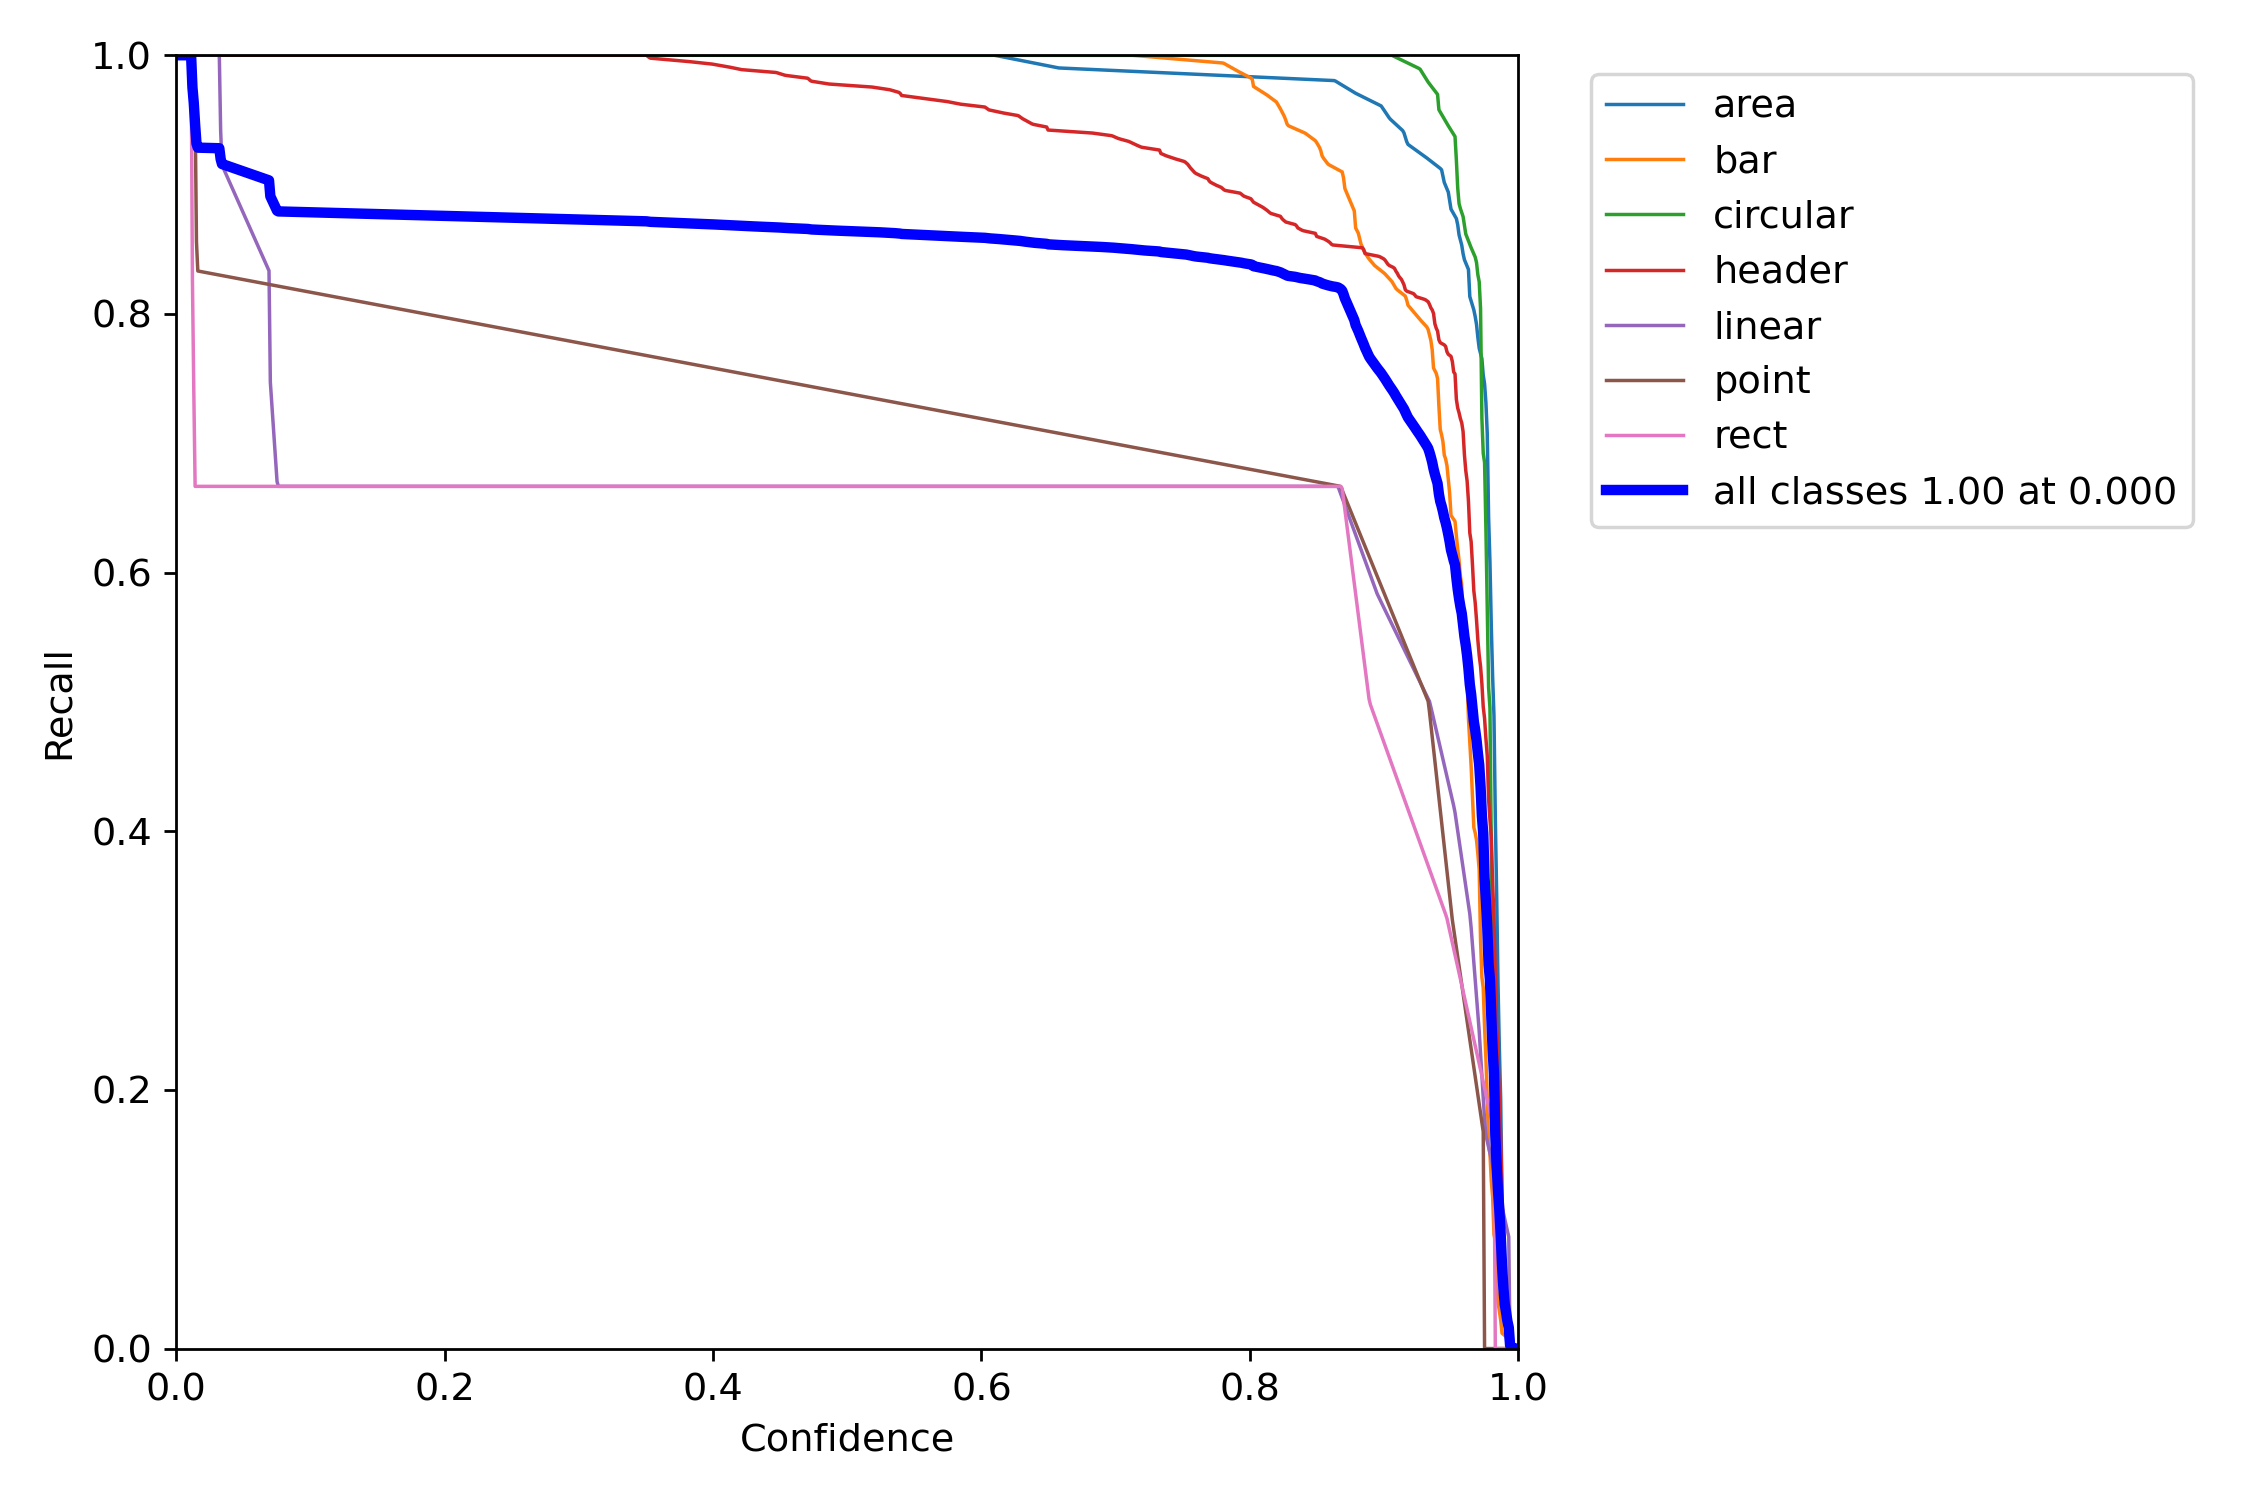 1.0
0.8
0.6
0.4
0.2
0.0
Recall
0.0 0.2 0.4 0.6 0.8 1.0
Confidence
area
bar
circular
header
linear
point
rect
all classes 1.00 at 0.000